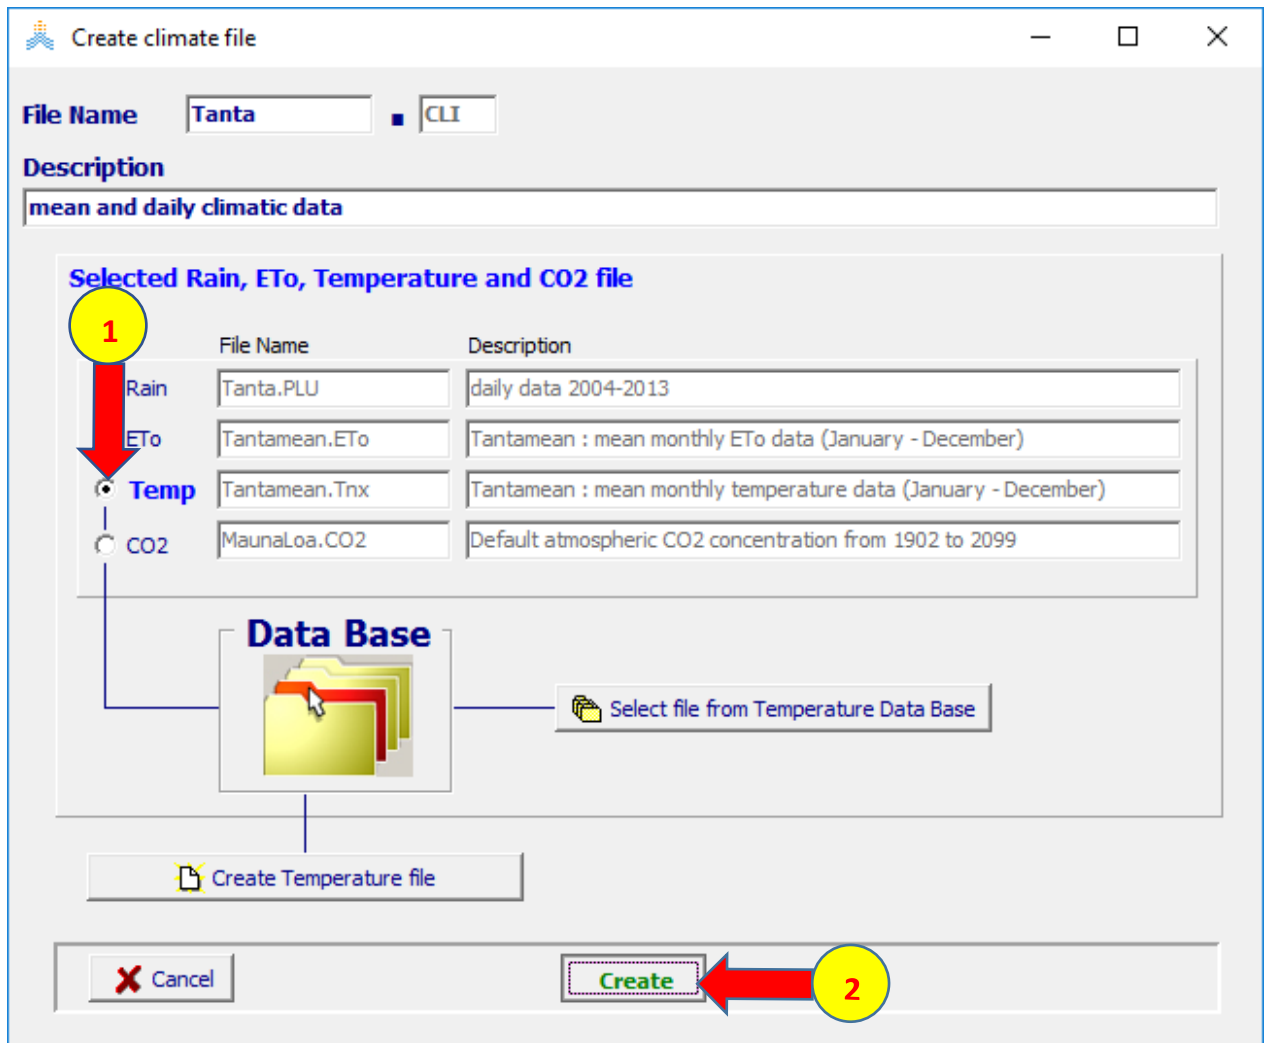 Create climate file
File Name Tanta . CLI
Description
mean and daily climatic data
Selected Rain, ETo, Temperature and CO2 file
1
File Name Description
Rain Tanta.PLU daily data 2004-2013
ETo Tantamean.ETo Tantamean : mean monthly ETo data (January - December)
Temp Tantamean.Tnx Tantamean : mean monthly temperature data (January - December)
CO2 MaunaLoa.CO2 Default atmospheric CO2 concentration from 1902 to 2099
Data Base
Select file from Temperature Data Base
Create Temperature file
Cancel Create 2